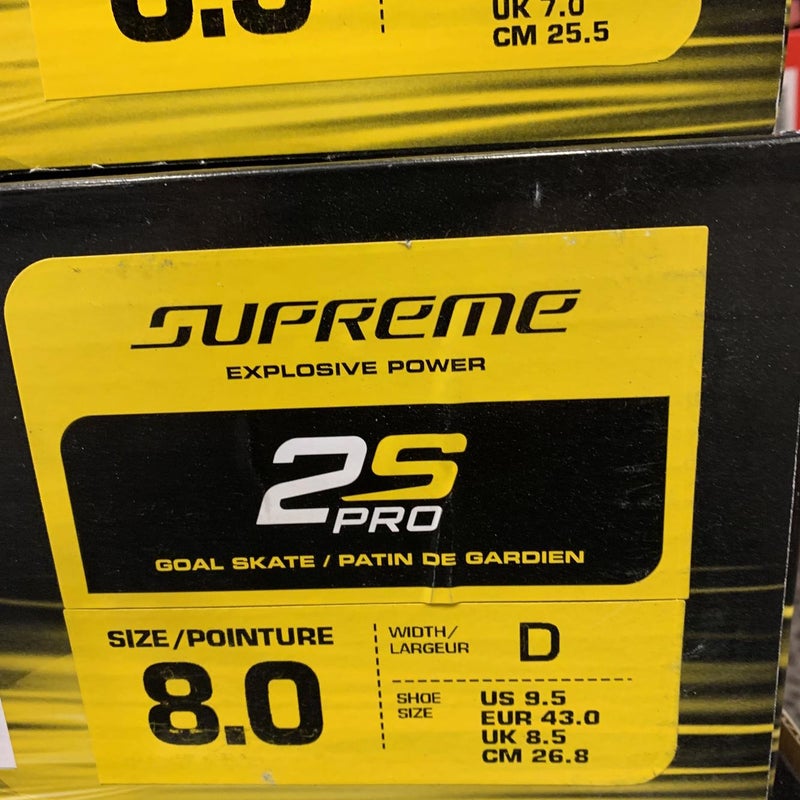 UK 7.0
CM 25.5
SUPREME
EXPLOSIVE POWER
2S
PRO
GOAL SKATE / PATIN DE GARDIEN
SIZE/POINTURE
8.0
WIDTH/
LARGEUR
D
SHOE
SIZE
US 9.5
EUR 43.0
UK 8.5
CM 26.8